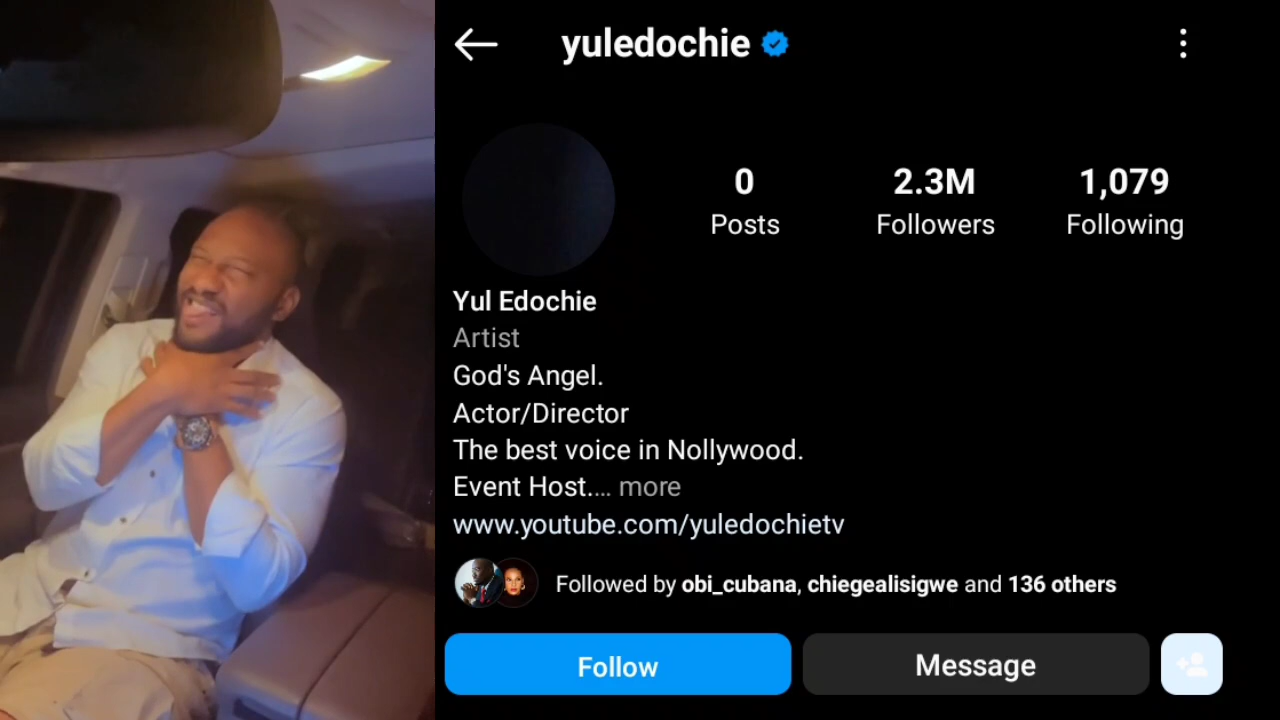 yuledochie
0 2.3M 1,079
Posts Followers Following
Yul Edochie
Artist
God's Angel.
Actor/Director
The best voice in Nollywood.
Event Host.... more
www.youtube.com/yuledochietv
Followed by obi_cubana, chiegealisigwe and 136 others
Follow Message